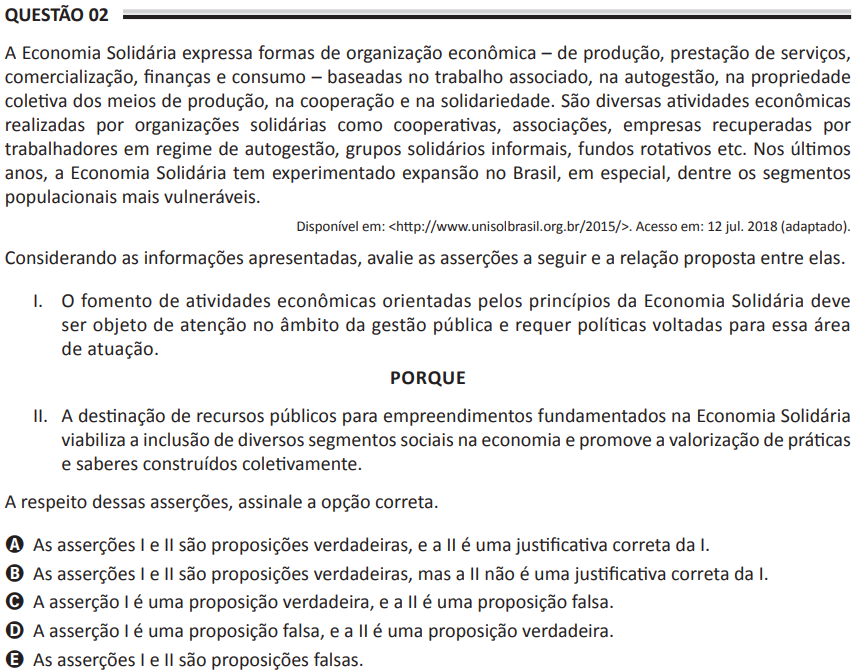 QUESTÃO 02
A Economia Solidária expressa formas de organização econômica – de produção, prestação de serviços,
comercialização, finanças e consumo – baseadas no trabalho associado, na autogestão, na propriedade
coletiva dos meios de produção, na cooperação e na solidariedade. São diversas atividades econômicas
realizadas por organizações solidárias como cooperativas, associações, empresas recuperadas por
trabalhadores em regime de autogestão, grupos solidários informais, fundos rotativos etc. Nos últimos
anos, a Economia Solidária tem experimentado expansão no Brasil, em especial, dentre os segmentos
populacionais mais vulneráveis.
Disponível em: <http://www.unisolbrasil.org.br/2015/>. Acesso em: 12 jul. 2018 (adaptado).
Considerando as informações apresentadas, avalie as asserções a seguir e a relação proposta entre elas.
I. O fomento de atividades econômicas orientadas pelos princípios da Economia Solidária deve
ser objeto de atenção no âmbito da gestão pública e requer políticas voltadas para essa área
de atuação.
PORQUE
II. A destinação de recursos públicos para empreendimentos fundamentados na Economia Solidária
viabiliza a inclusão de diversos segmentos sociais na economia e promove a valorização de práticas
e saberes construídos coletivamente.
A respeito dessas asserções, assinale a opção correta.
A As asserções I e II são proposições verdadeiras, e a II é uma justificativa correta da I.
B As asserções I e II são proposições verdadeiras, mas a II não é uma justificativa correta da I.
C A asserção I é uma proposição verdadeira, e a II é uma proposição falsa.
D A asserção I é uma proposição falsa, e a II é uma proposição verdadeira.
E As asserções I e II são proposições falsas.